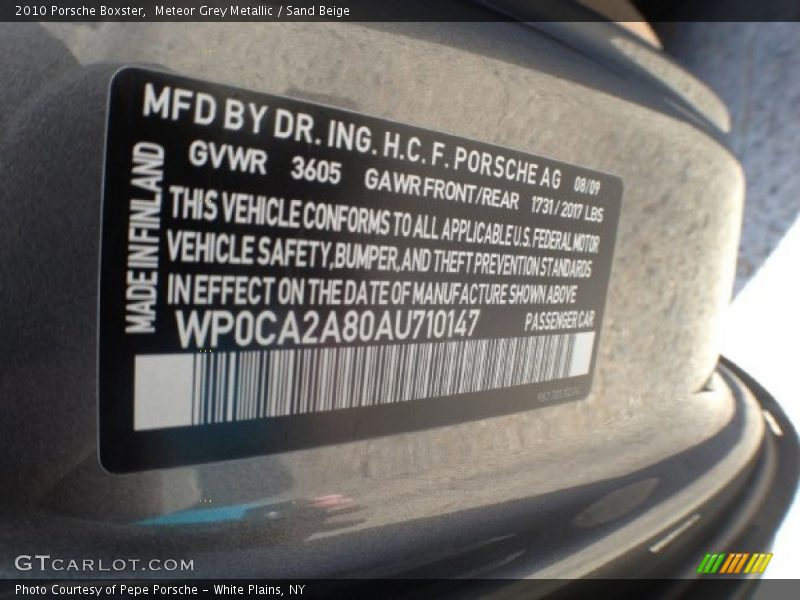 2010 Porsche Boxster,  Meteor Grey Metallic / Sand Beige
MFD BY DR. ING. H.C. F. PORSCHE AG 08/09
GVWR 3605 GAWR FRONT/REAR 1731/2017 LBS
MADE IN FINLAND
THIS VEHICLE CONFORMS TO ALL APPLICABLE U.S. FEDERAL MOTOR
VEHICLE SAFETY, BUMPER, AND THEFT PREVENTION STANDARDS
IN EFFECT ON THE DATE OF MANUFACTURE SHOWN ABOVE
WP0CA2A80AU710147 PASSENGER CAR
GTCARLOT.COM
Photo Courtesy of Pepe Porsche - White Plains, NY